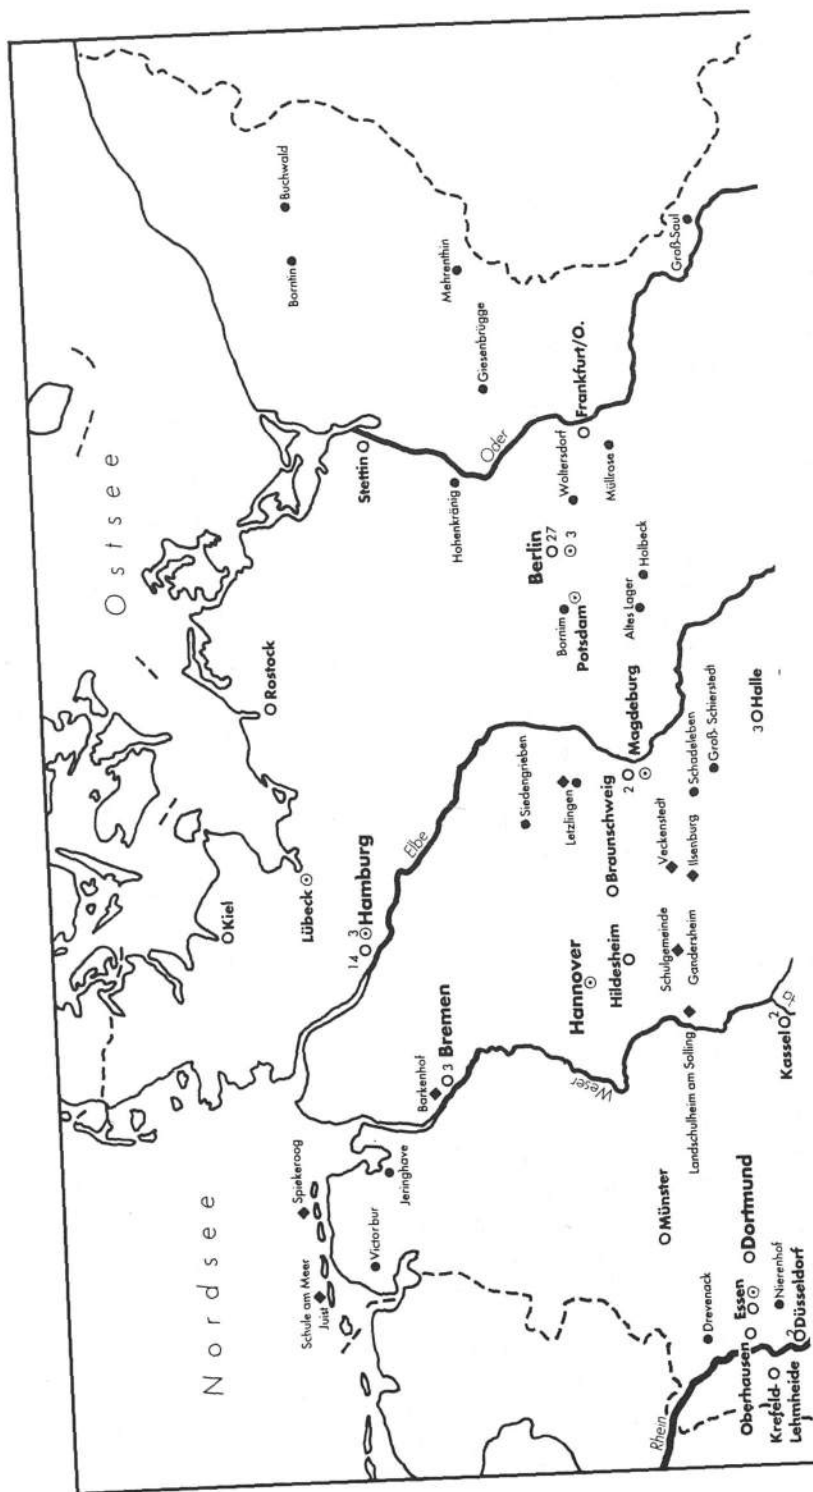 Nordsee
Ostsee
Buchwald
Borntin
Mehrenthin
Giesenbrügge
Groß-Saul
Oder
Frankfurt/O.
Stettin
Hohenkränig
Woltersdorf
Müllrose
Berlin
27
3
Bornim
Potsdam
Altes Lager
Holbeck
Rostock
Kiel
Lübeck
14
3
Hamburg
Elbe
Siedengrieben
Letzlingen
Magdeburg
2
Schadeleben
Groß-Schierstedt
3
Halle
Braunschweig
Veckenstedt
Ilsenburg
Hannover
Hildesheim
Schulgemeinde
Gandersheim
Barkenhof
3
Bremen
Weser
Landschulheim am Solling
Kassel
2
Spiekeroog
Schule am Meer
Juist
Jeringhave
Victorbur
Münster
Dortmund
Drevenack
Essen
Nierenhof
Oberhausen
2
Düsseldorf
Krefeld-
Lehmheide
Rhein